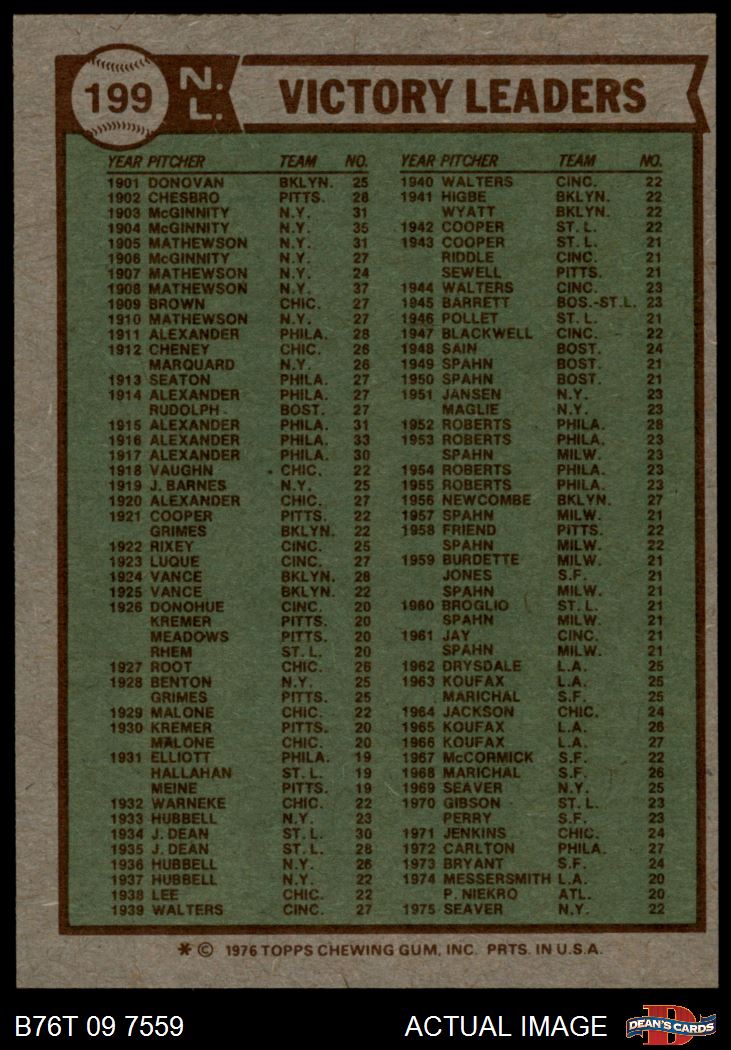 199
N.
L.
VICTORY LEADERS
YEAR PITCHER TEAM NO.
1901 DONOVAN BKLYN. 25
1902 CHESBRO PITTS. 28
1903 McGINNITY N.Y. 31
1904 McGINNITY N.Y. 35
1905 MATHEWSON N.Y. 31
1906 McGINNITY N.Y. 27
1907 MATHEWSON N.Y. 24
1908 MATHEWSON N.Y. 37
1909 BROWN CHIC. 27
1910 MATHEWSON N.Y. 27
1911 ALEXANDER PHILA. 28
1912 CHENEY CHIC. 26
MARQUARD N.Y. 26
1913 SEATON PHILA. 27
1914 ALEXANDER PHILA. 27
RUDOLPH BOST. 27
1915 ALEXANDER PHILA. 31
1916 ALEXANDER PHILA. 33
1917 ALEXANDER PHILA. 30
1918 VAUGHN CHIC. 22
1919 J. BARNES N.Y. 25
1920 ALEXANDER CHIC. 27
1921 COOPER PITTS. 22
GRIMES BKLYN. 22
1922 RIXEY CINC. 25
1923 LUQUE CINC. 27
1924 VANCE BKLYN. 28
1925 VANCE BKLYN. 22
1926 DONOHUE CINC. 20
KREMER PITTS. 20
MEADOWS PITTS. 20
RHEM ST. L. 20
1927 ROOT CHIC. 26
1928 BENTON N.Y. 25
GRIMES PITTS. 25
1929 MALONE CHIC. 22
1930 KREMER PITTS. 20
MALONE CHIC. 20
1931 ELLIOTT PHILA. 19
HALLAHAN ST. L. 19
MEINE PITTS. 19
1932 WARNEKE CHIC. 22
1933 HUBBELL N.Y. 23
1934 J. DEAN ST. L. 30
1935 J. DEAN ST. L. 28
1936 HUBBELL N.Y. 26
1937 HUBBELL N.Y. 22
1938 LEE CHIC. 22
1939 WALTERS CINC. 27
YEAR PITCHER TEAM NO.
1940 WALTERS CINC. 22
1941 HIGBE BKLYN. 22
WYATT BKLYN. 22
1942 COOPER ST. L. 22
1943 COOPER ST. L. 21
RIDDLE CINC. 21
SEWELL PITTS. 21
1944 WALTERS CINC. 23
1945 BARRETT BOS.-ST.L. 23
1946 POLLET ST. L. 21
1947 BLACKWELL CINC. 22
1948 SAIN BOST. 24
1949 SPAHN BOST. 21
1950 SPAHN BOST. 21
1951 JANSEN N.Y. 23
MAGLIE N.Y. 23
1952 ROBERTS PHILA. 28
1953 ROBERTS PHILA. 23
SPAHN MILW. 23
1954 ROBERTS PHILA. 23
1955 ROBERTS PHILA. 23
1956 NEWCOMBE BKLYN. 27
1957 SPAHN MILW. 21
1958 FRIEND PITTS. 22
SPAHN MILW. 22
1959 BURDETTE MILW. 21
JONES S.F. 21
SPAHN MILW. 21
1960 BROGLIO ST. L. 21
SPAHN MILW. 21
1961 JAY CINC. 21
SPAHN MILW. 21
1962 DRYSDALE L.A. 25
1963 KOUFAX L.A. 25
MARICHAL S.F. 25
1964 JACKSON CHIC. 24
1965 KOUFAX L.A. 26
1966 KOUFAX L.A. 27
1967 McCORMICK S.F. 22
1968 MARICHAL S.F. 26
1969 SEAVER N.Y. 25
1970 GIBSON ST. L. 23
PERRY S.F. 23
1971 JENKINS CHIC. 24
1972 CARLTON PHILA. 27
1973 BRYANT S.F. 24
1974 MESSERSMITH L.A. 20
P. NIEKRO ATL. 20
1975 SEAVER N.Y. 22
* © 1976 TOPPS CHEWING GUM, INC. PRTS. IN U.S.A.
B76T 09 7559 ACTUAL IMAGE
D
DEAN'S CARDS